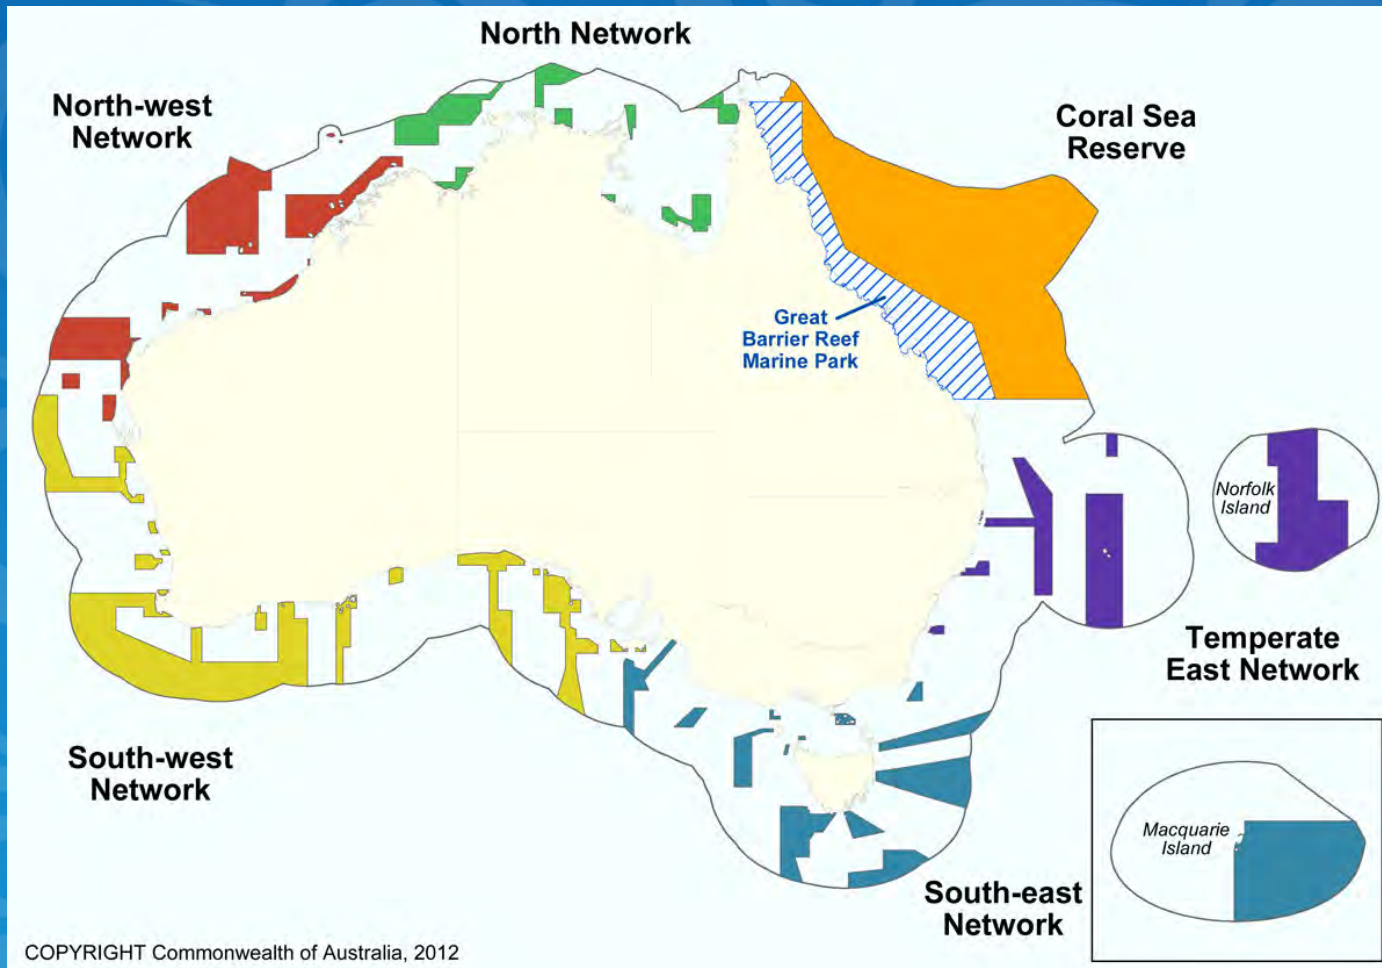 North Network
North-west
Network
Coral Sea
Reserve
Great
Barrier Reef
Marine Park
Norfolk
Island
Temperate
East Network
South-west
Network
Macquarie
Island
South-east
Network
COPYRIGHT Commonwealth of Australia, 2012